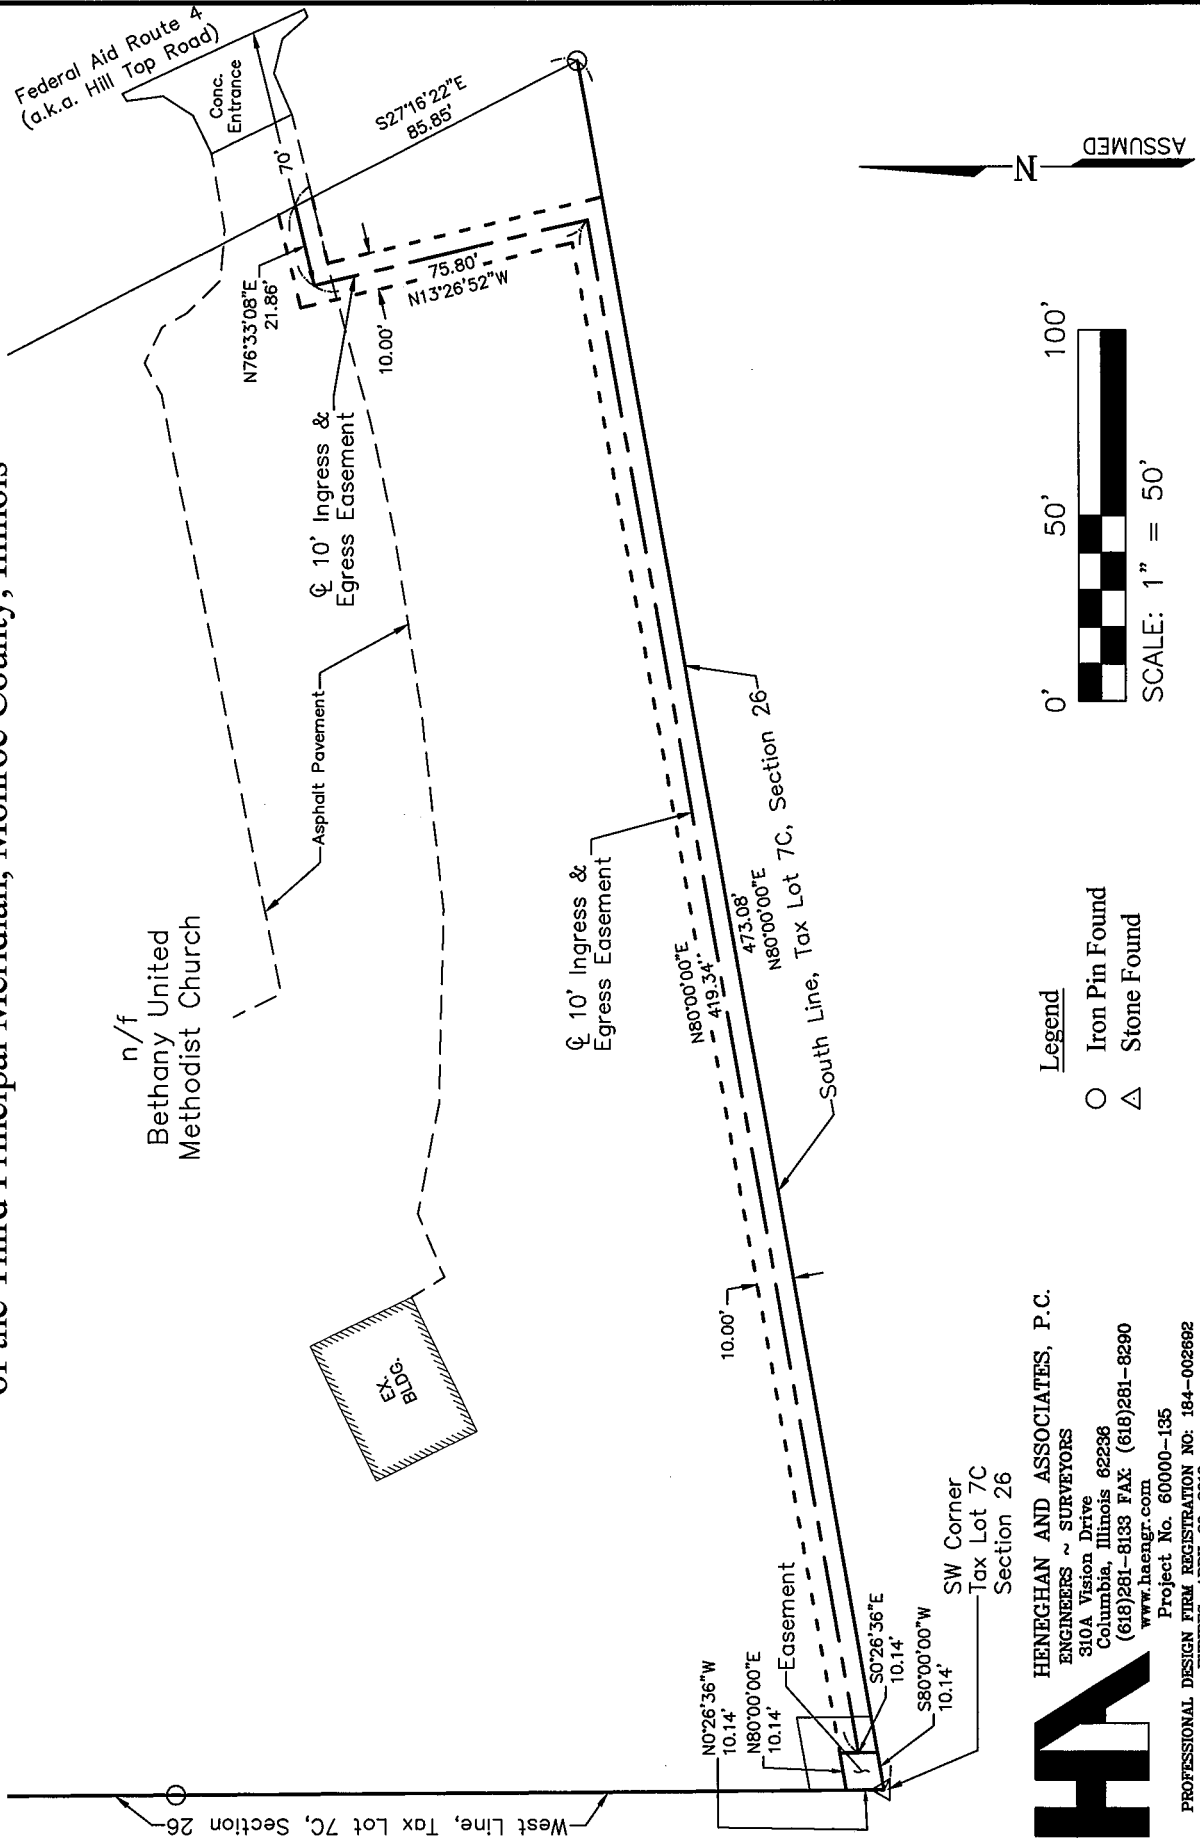 of the Third Principal Meridian, Monroe County, Illinois
Federal Aid Route 4
(a.k.a. Hill Top Road)
Conc.
Entrance
70'
S27°16'22"E
85.85'
N76°33'08"E
21.86'
75.80'
N13°26'52"W
10.00'
℄ 10' Ingress &
Egress Easement
Asphalt Pavement
n/f
Bethany United
Methodist Church
EX.
BLDG.
℄ 10' Ingress &
Egress Easement
N80°00'00"E
419.34'
473.08'
N80°00'00"E
South Line, Tax Lot 7C, Section 26
10.00'
West Line, Tax Lot 7C, Section 26
N0°26'36"W
10.14'
N80°00'00"E
10.14'
Easement
S0°26'36"E
10.14'
S80°00'00"W
10.14'
SW Corner
Tax Lot 7C
Section 26
N
ASSUMED
0' 50' 100'
SCALE: 1" = 50'
Legend
Iron Pin Found
Stone Found
HENEGHAN AND ASSOCIATES, P.C.
ENGINEERS ~ SURVEYORS
310A Vision Drive
Columbia, Illinois 62236
(618)281-8133 FAX: (618)281-8290
www.haengr.com
Project No. 60000-135
PROFESSIONAL DESIGN FIRM REGISTRATION NO: 184-002692